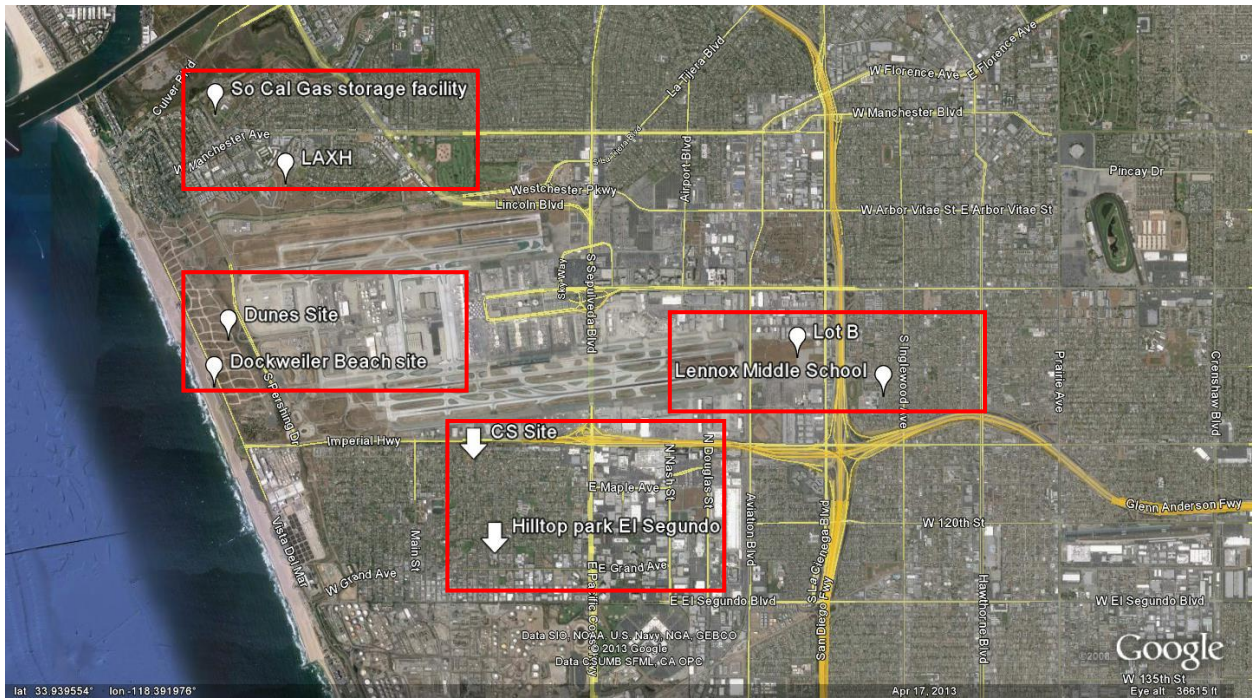 La Tijera Blvd
W Florence Ave
E Florence Ave
Culver Blvd
So Cal Gas storage facility
W Manchester Blvd
W Manchester Ave
LAXH
Airport Blvd
Pincay Dr
Westchester Pkwy
Lincoln Blvd
W Arbor Vitae St
E Arbor Vitae St
Sky Way
S Sepulveda Blvd
Dunes Site
Lot B
S Inglewood Ave
Dockweiler Beach site
Lennox Middle School
Prairie Ave
Crenshaw Blvd
S Pershing Dr
CS Site
Imperial Hwy
N Nash St
N Douglas St
E Maple Ave
Glenn Anderson Fwy
Aviation Blvd
S La Cienega Blvd
Hilltop park El Segundo
W 120th St
Vista Del Mar
Main St
W Grand Ave
E Grand Ave
E El Segundo Blvd
W El Segundo Blvd
San Diego Fwy
Hawthorne Blvd
Data SIO, NOAA, U.S. Navy, NGA, GEBCO
© 2013 Google
Data CSUMB SFML, CA OPC
Google
W 135th St
lat 33.939554° lon -118.391976°
Apr 17, 2013
Eye alt 36615 ft